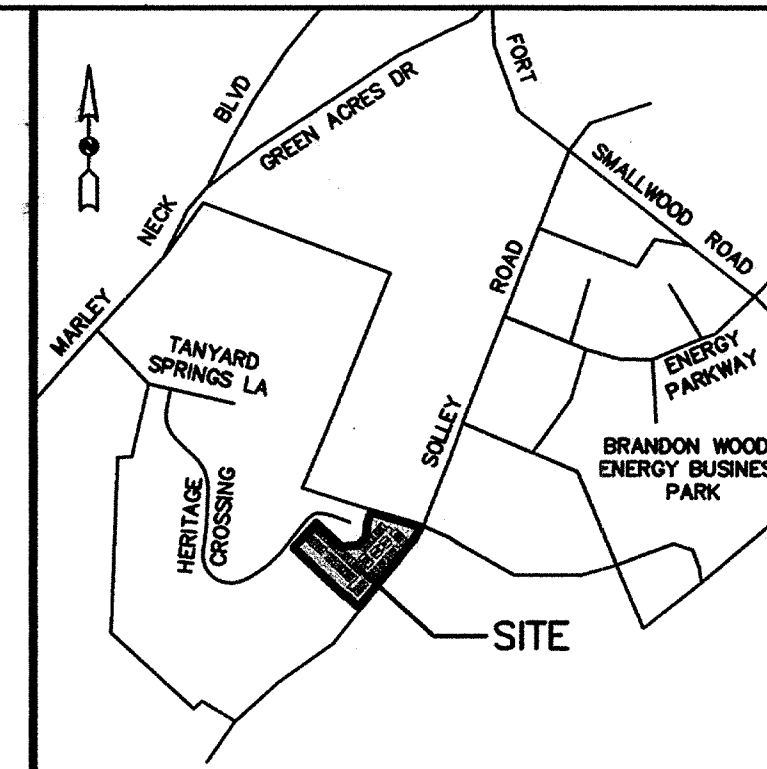 BLVD
GREEN ACRES DR
FORT
SMALLWOOD ROAD
NECK
ROAD
MARLEY
TANYARD
SPRINGS LA
ENERGY
PARKWAY
SOLLEY
BRANDON WOOD
ENERGY BUSINES
PARK
HERITAGE
CROSSING
SITE